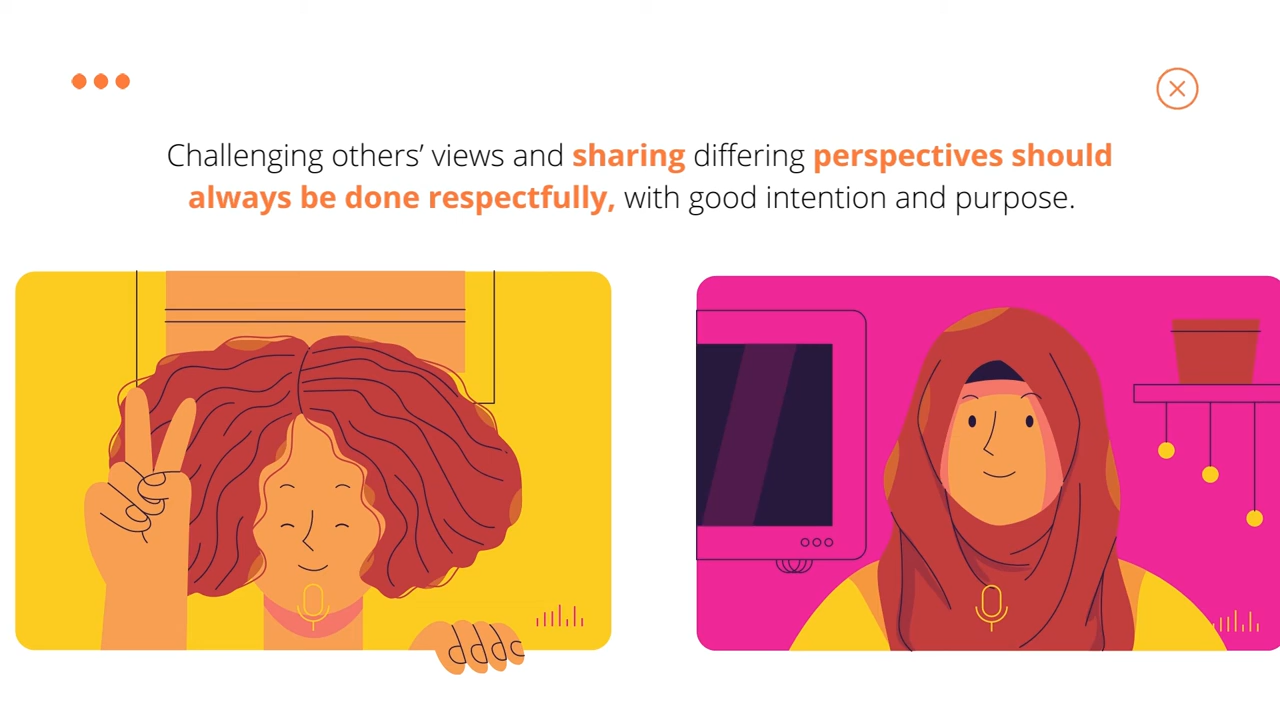 Challenging others’ views and sharing differing perspectives should
always be done respectfully, with good intention and purpose.